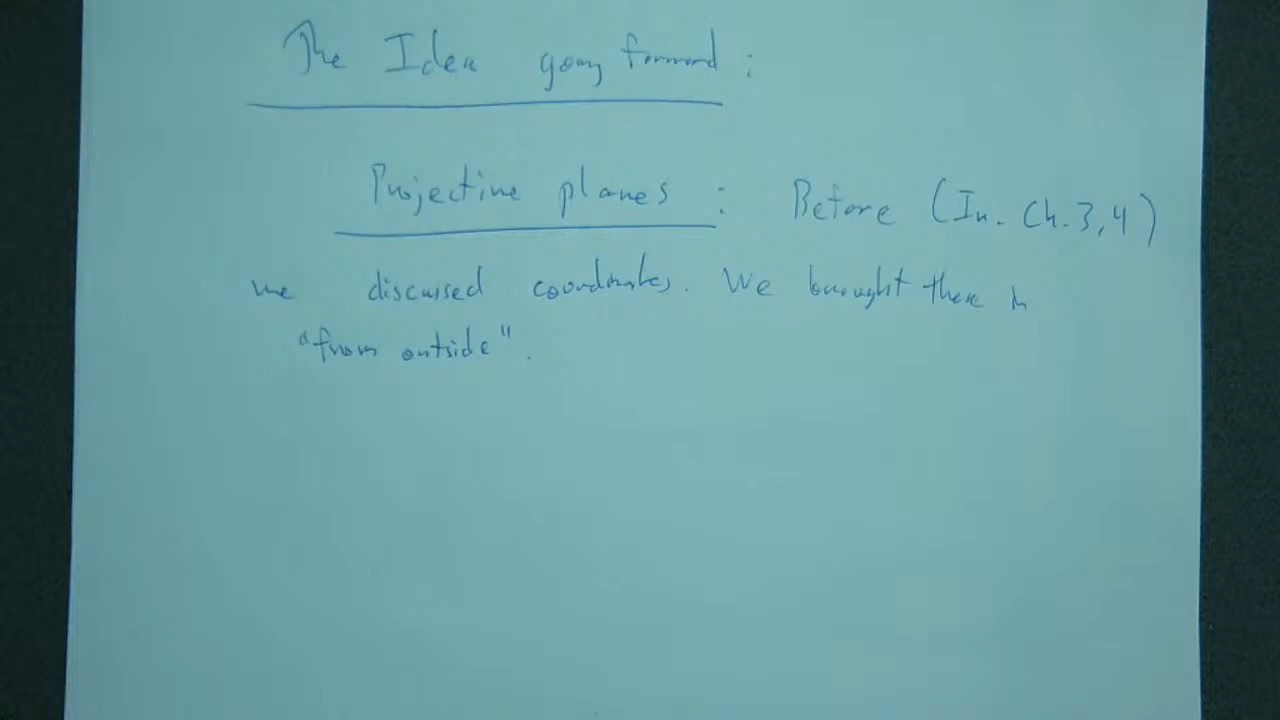 The Idea going forward :
Projective planes : Before (In. Ch. 3, 4)
we discussed coordinates. We brought these in
"from outside".